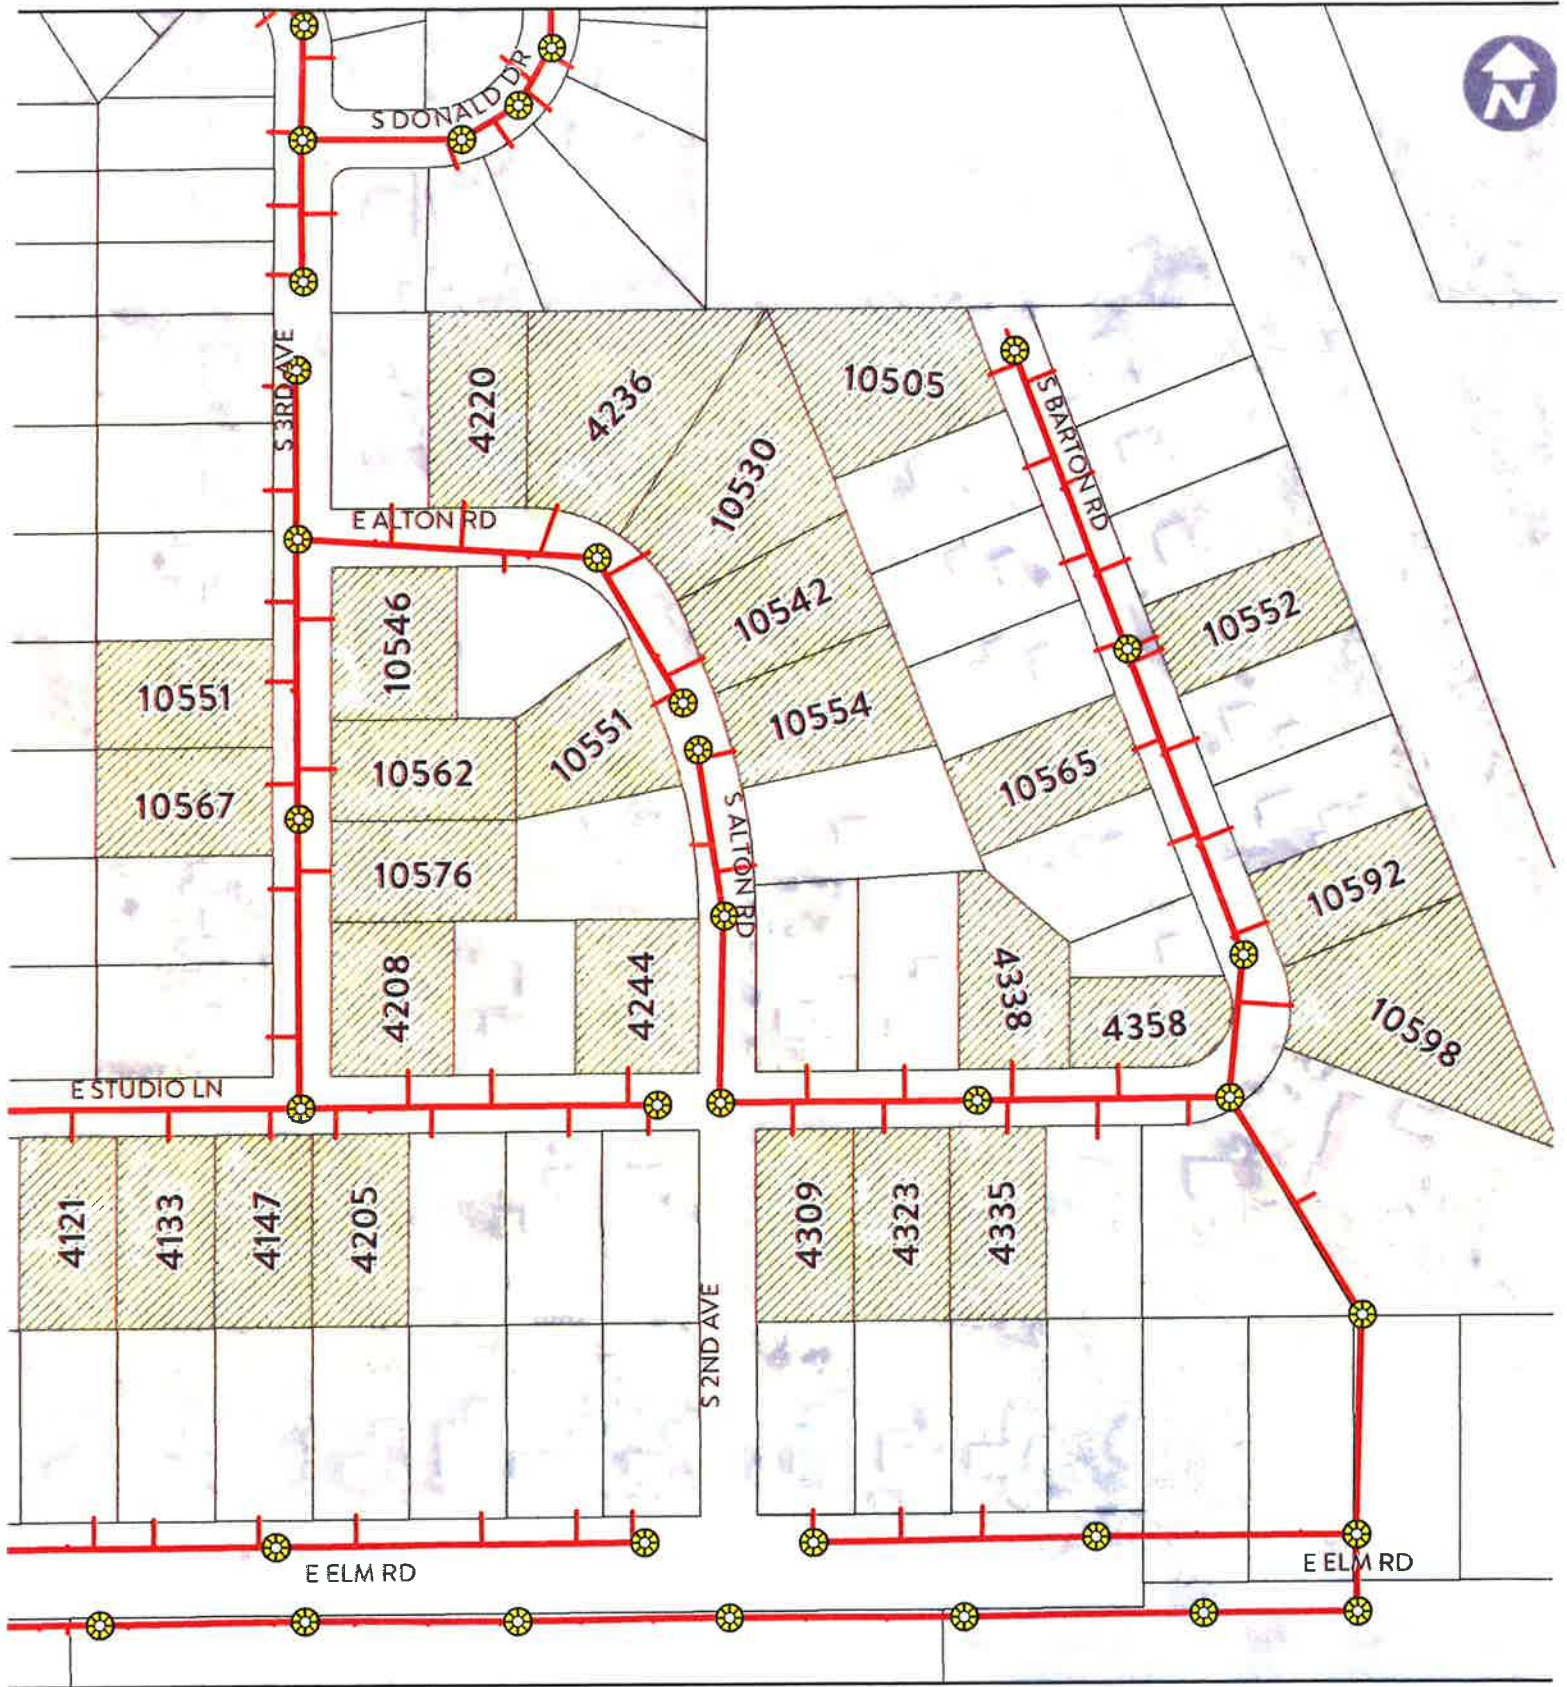 S DONALD DR
N
S 3RD AVE
4220
4236
10505
S BARTON RD
10530
E ALTON RD
10546
10542
10552
10551
10551
10554
10562
10565
10567
S ALTON RD
10576
10592
4208
4244
4338
4358
10598
E STUDIO LN
4121
4133
4147
4205
4309
4323
4335
S 2ND AVE
E ELM RD
E ELM RD